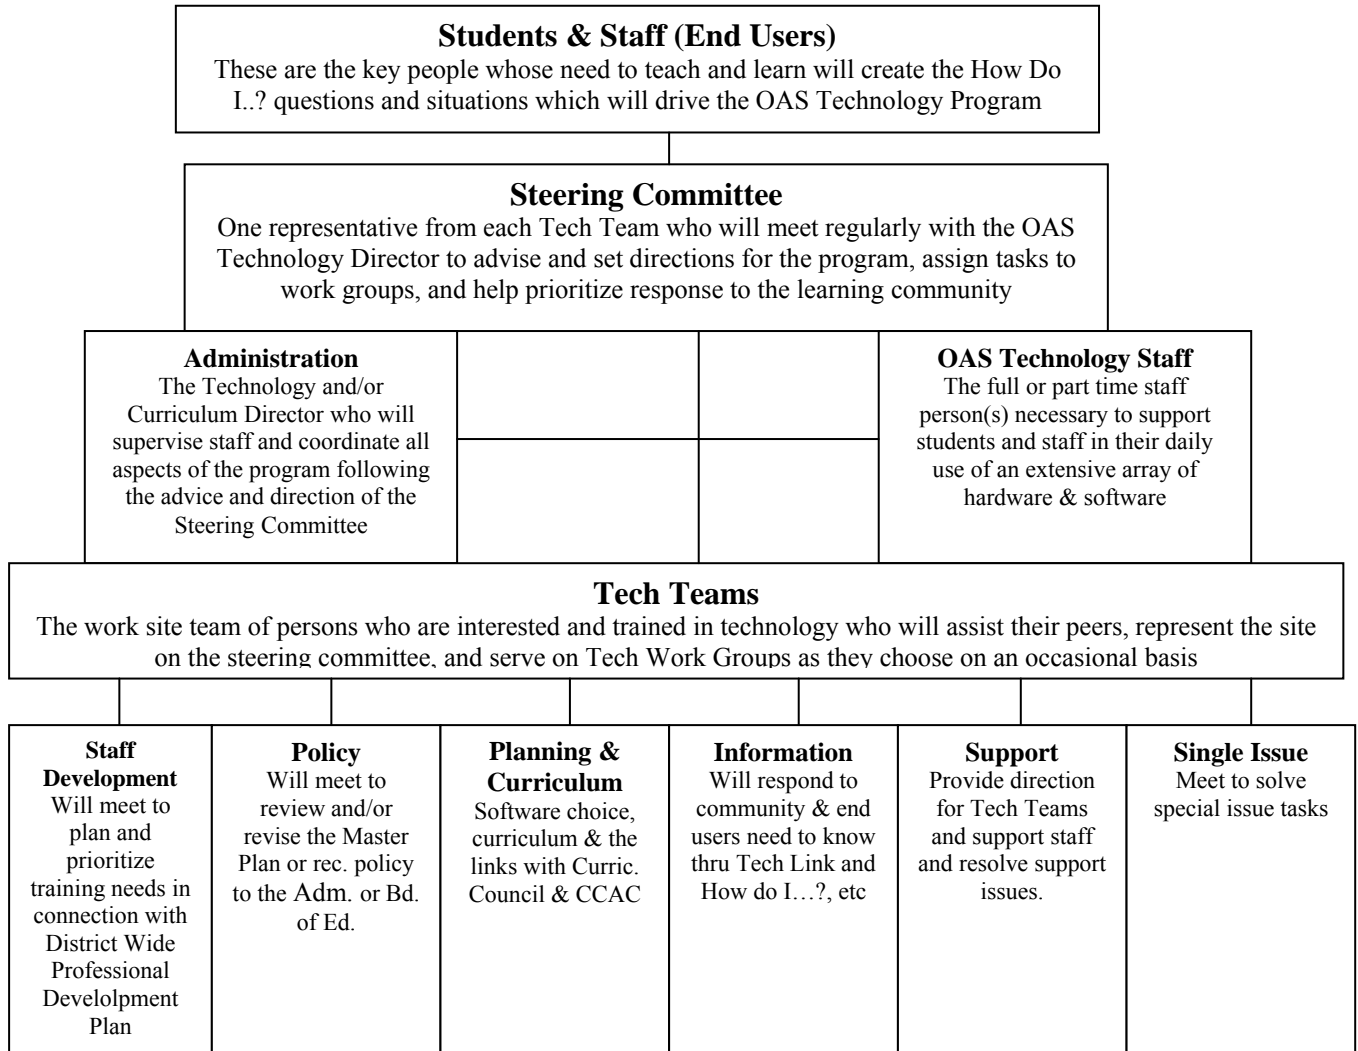 Students & Staff (End Users)
These are the key people whose need to teach and learn will create the How Do
I..? questions and situations which will drive the OAS Technology Program
Steering Committee
One representative from each Tech Team who will meet regularly with the OAS
Technology Director to advise and set directions for the program, assign tasks to
work groups, and help prioritize response to the learning community
Administration
The Technology and/or
Curriculum Director who will
supervise staff and coordinate all
aspects of the program following
the advice and direction of the
Steering Committee
OAS Technology Staff
The full or part time staff
person(s) necessary to support
students and staff in their daily
use of an extensive array of
hardware & software
Tech Teams
The work site team of persons who are interested and trained in technology who will assist their peers, represent the site
on the steering committee, and serve on Tech Work Groups as they choose on an occasional basis
Staff
Development
Will meet to
plan and
prioritize
training needs in
connection with
District Wide
Professional
Develolpment
Plan
Policy
Will meet to
review and/or
revise the Master
Plan or rec. policy
to the Adm. or Bd.
of Ed.
Planning &
Curriculum
Software choice,
curriculum & the
links with Curric.
Council & CCAC
Information
Will respond to
community & end
users need to know
thru Tech Link and
How do I…?, etc
Support
Provide direction
for Tech Teams
and support staff
and resolve support
issues.
Single Issue
Meet to solve
special issue tasks